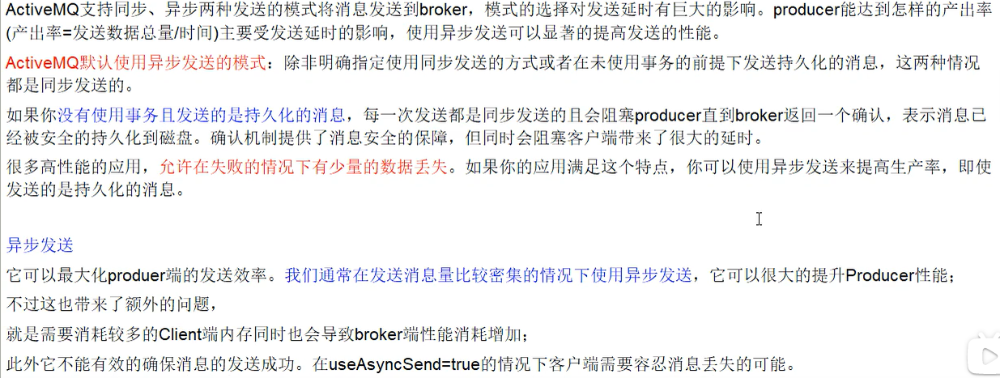 ActiveMQ支持同步、异步两种发送的模式将消息发送到broker，模式的选择对发送延时有巨大的影响。producer能达到怎样的产出率
(产出率=发送数据总量/时间)主要受发送延时的影响，使用异步发送可以显著的提高发送的性能。
ActiveMQ默认使用异步发送的模式：除非明确指定使用同步发送的方式或者在未使用事务的前提下发送持久化的消息，这两种情况
都是同步发送的。
如果你没有使用事务且发送的是持久化的消息，每一次发送都是同步发送的且会阻塞producer直到broker返回一个确认，表示消息已
经被安全的持久化到磁盘。确认机制提供了消息安全的保障，但同时会阻塞客户端带来了很大的延时。
很多高性能的应用，允许在失败的情况下有少量的数据丢失。如果你的应用满足这个特点，你可以使用异步发送来提高生产率，即使
发送的是持久化的消息。
异步发送
它可以最大化produer端的发送效率。我们通常在发送消息量比较密集的情况下使用异步发送，它可以很大的提升Producer性能；
不过这也带来了额外的问题，
就是需要消耗较多的Client端内存同时也会导致broker端性能消耗增加；
此外它不能有效的确保消息的发送成功。在useAsyncSend=true的情况下客户端需要容忍消息丢失的可能。